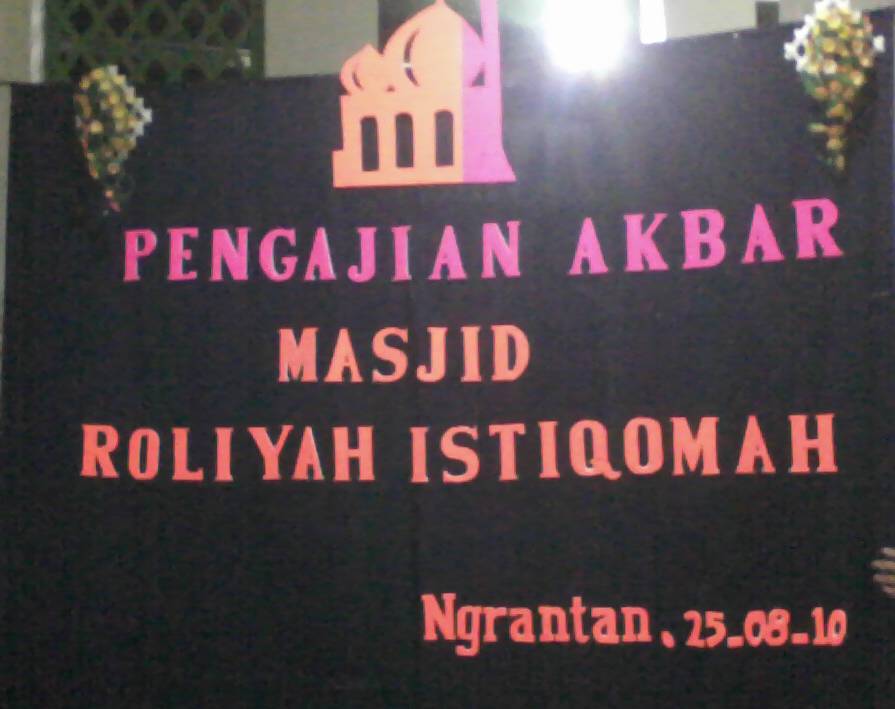 PENGAJIAN AKBAR
MASJID
ROLIYAH ISTIQOMAH
Ngrantan. 25-08-10